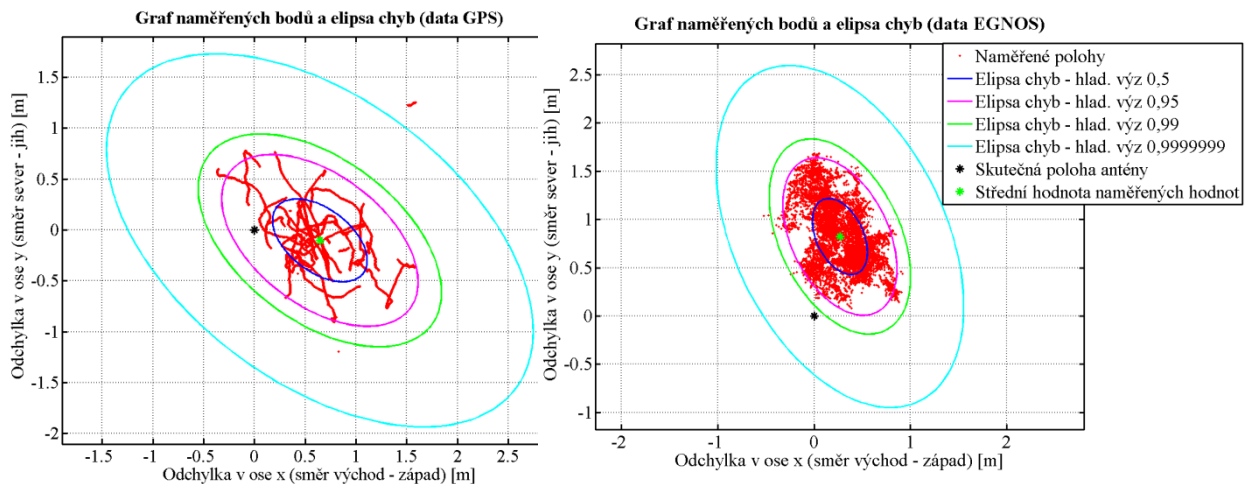 Graf naměřených bodů a elipsa chyb (data GPS)
Odchylka v ose y (směr sever - jih) [m]
1.5
1
0.5
0
-0.5
-1
-1.5
-2
-1.5
-1
-0.5
0
0.5
1
1.5
2
2.5
Odchylka v ose x (směr východ - západ) [m]
Graf naměřených bodů a elipsa chyb (data EGNOS)
Odchylka v ose y (směr sever - jih) [m]
2.5
2
1.5
1
0.5
0
-0.5
-1
-2
-1
0
1
2
Odchylka v ose x (směr východ - západ) [m]
Naměřené polohy
Elipsa chyb - hlad. výz 0,5
Elipsa chyb - hlad. výz 0,95
Elipsa chyb - hlad. výz 0,99
Elipsa chyb - hlad. výz 0,9999999
Skutečná poloha antény
Střední hodnota naměřených hodnot